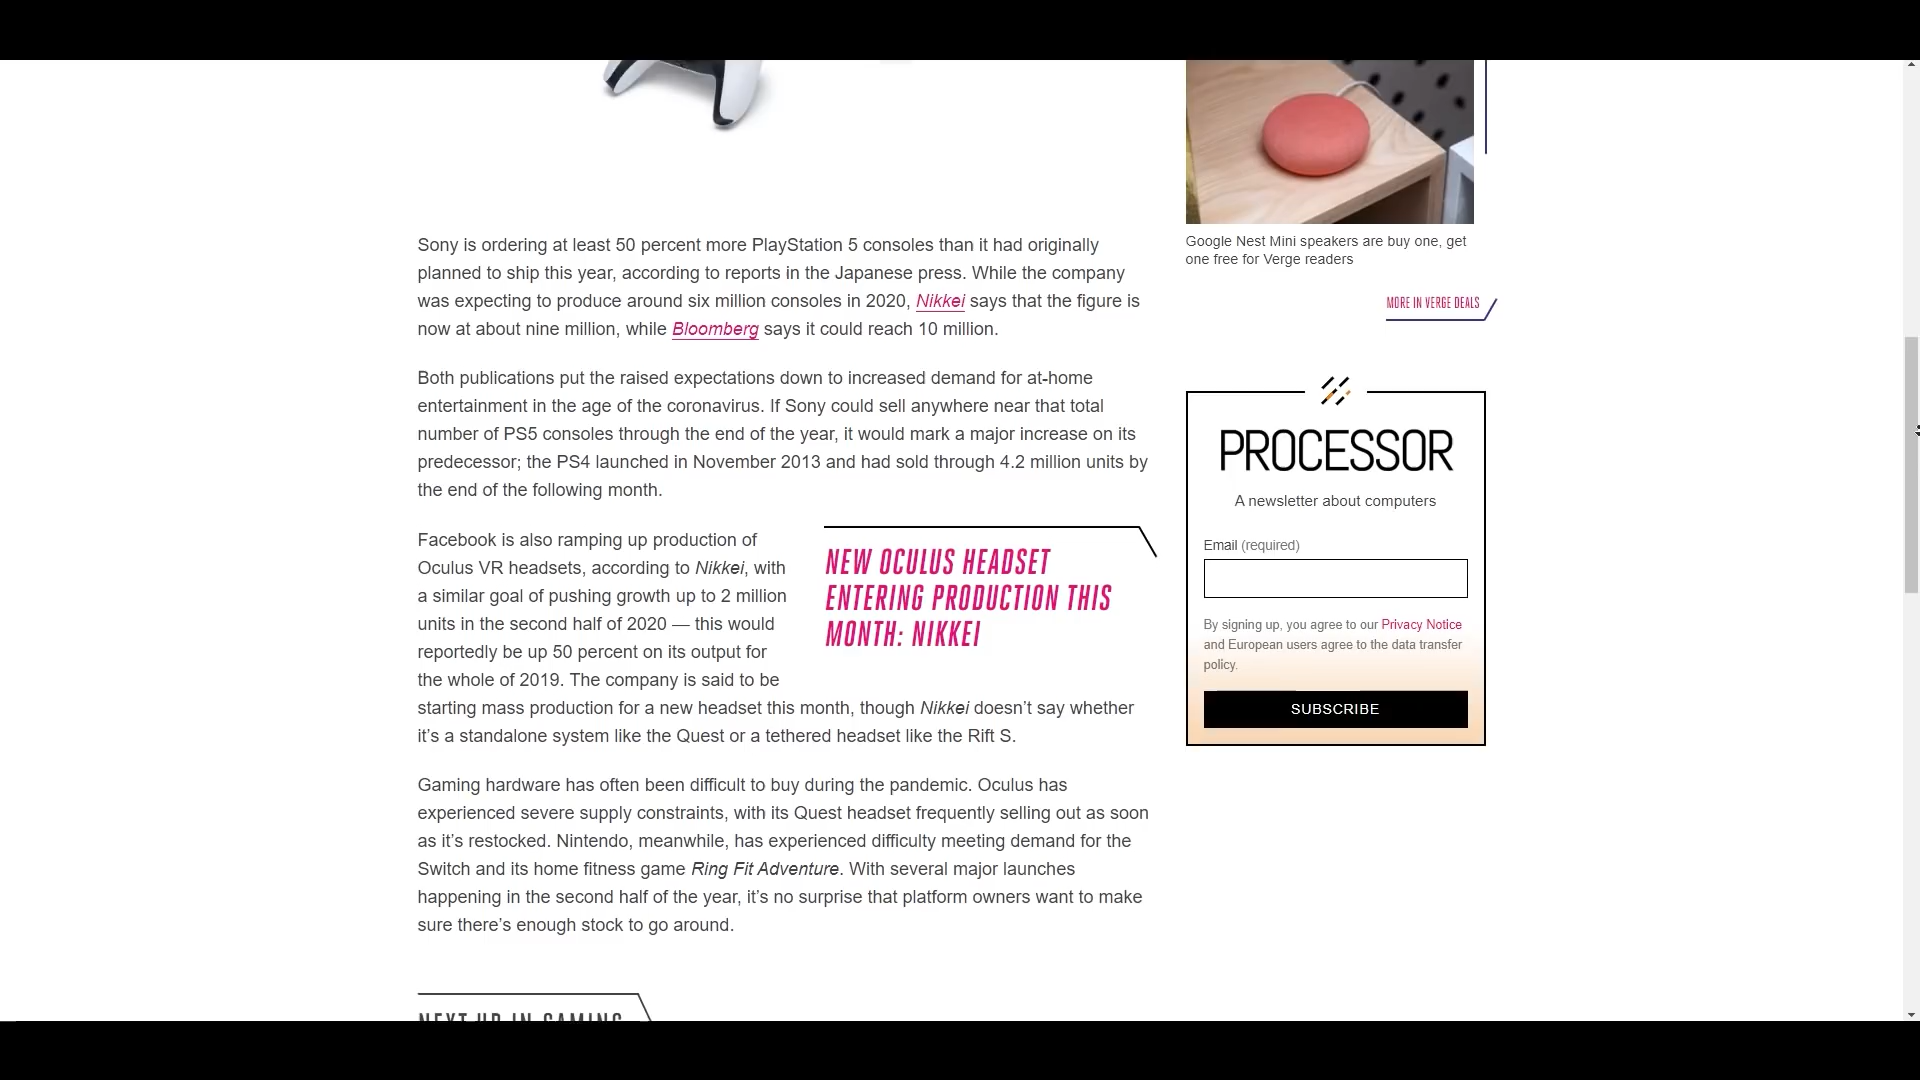 Sony is ordering at least 50 percent more PlayStation 5 consoles than it had originally
planned to ship this year, according to reports in the Japanese press. While the company
was expecting to produce around six million consoles in 2020, Nikkei says that the figure is
now at about nine million, while Bloomberg says it could reach 10 million.
Both publications put the raised expectations down to increased demand for at-home
entertainment in the age of the coronavirus. If Sony could sell anywhere near that total
number of PS5 consoles through the end of the year, it would mark a major increase on its
predecessor; the PS4 launched in November 2013 and had sold through 4.2 million units by
the end of the following month.
Facebook is also ramping up production of
Oculus VR headsets, according to Nikkei, with
a similar goal of pushing growth up to 2 million
units in the second half of 2020 — this would
reportedly be up 50 percent on its output for
the whole of 2019. The company is said to be
starting mass production for a new headset this month, though Nikkei doesn’t say whether
it’s a standalone system like the Quest or a tethered headset like the Rift S.
NEW OCULUS HEADSET
ENTERING PRODUCTION THIS
MONTH: NIKKEI
Gaming hardware has often been difficult to buy during the pandemic. Oculus has
experienced severe supply constraints, with its Quest headset frequently selling out as soon
as it’s restocked. Nintendo, meanwhile, has experienced difficulty meeting demand for the
Switch and its home fitness game Ring Fit Adventure. With several major launches
happening in the second half of the year, it’s no surprise that platform owners want to make
sure there’s enough stock to go around.
NEXT UP IN GAMING
Google Nest Mini speakers are buy one, get
one free for Verge readers
MORE IN VERGE DEALS
PROCESSOR
A newsletter about computers
Email (required)
By signing up, you agree to our Privacy Notice
and European users agree to the data transfer
policy.
SUBSCRIBE